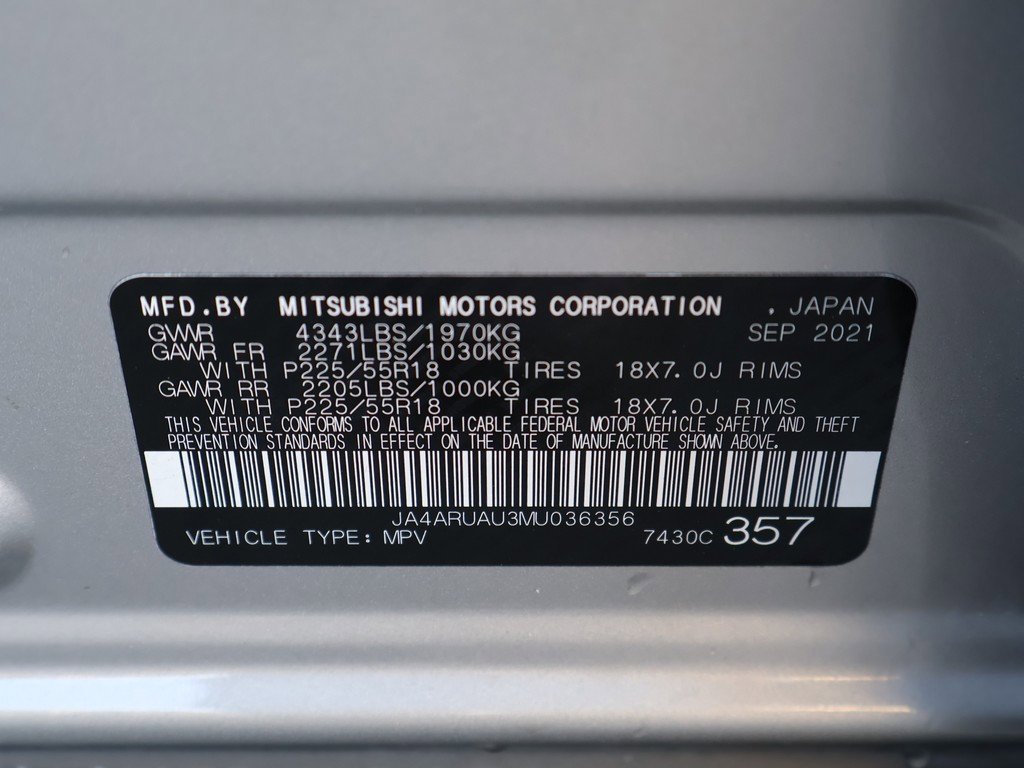 MFD.BY MITSUBISHI MOTORS CORPORATION , JAPAN
GVWR 4343LBS/1970KG SEP 2021
GAWR FR 2271LBS/1030KG
WITH P225/55R18 TIRES 18X7.0J RIMS
GAWR RR 2205LBS/1000KG
WITH P225/55R18 TIRES 18X7.0J RIMS
THIS VEHICLE CONFORMS TO ALL APPLICABLE FEDERAL MOTOR VEHICLE SAFETY AND THEFT
PREVENTION STANDARDS IN EFFECT ON THE DATE OF MANUFACTURE SHOWN ABOVE.
JA4ARUAU3MU036356
VEHICLE TYPE: MPV 7430C 357